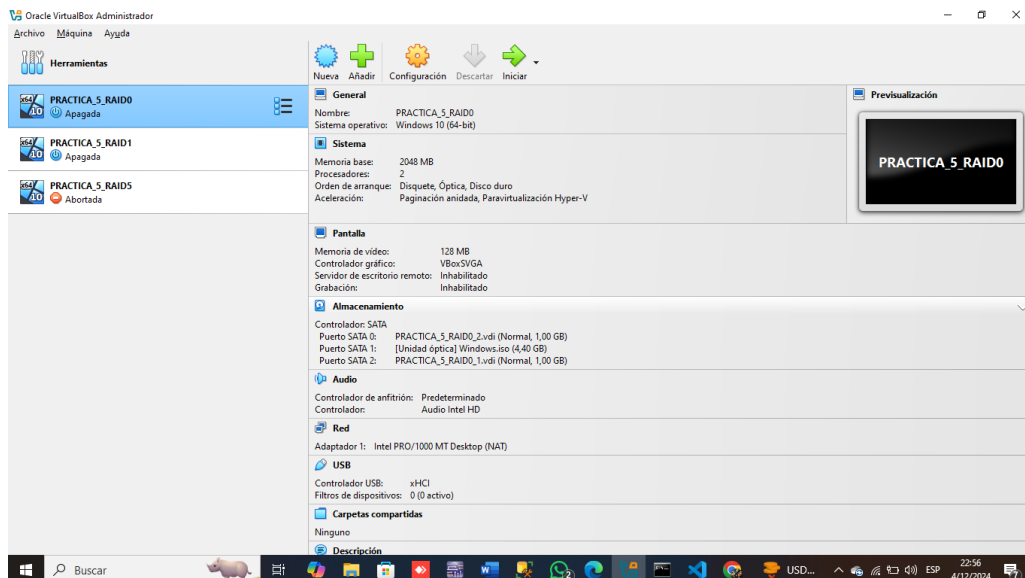 Oracle VirtualBox Administrador
Archivo Máquina Ayuda
Herramientas
Nueva Añadir Configuración Descartar Iniciar
PRACTICA_5_RAID0
Apagada
PRACTICA_5_RAID1
Apagada
PRACTICA_5_RAID5
Abortada
General
Nombre: PRACTICA_5_RAID0
Sistema operativo: Windows 10 (64-bit)
Sistema
Memoria base: 2048 MB
Procesadores: 2
Orden de arranque: Disquete, Óptica, Disco duro
Aceleración: Paginación anidada, Paravirtualización Hyper-V
Previsualización
PRACTICA_5_RAID0
Pantalla
Memoria de vídeo: 128 MB
Controlador gráfico: VBoxSVGA
Servidor de escritorio remoto: Inhabilitado
Grabación: Inhabilitado
Almacenamiento
Controlador: SATA
Puerto SATA 0: PRACTICA_5_RAID0_2.vdi (Normal, 1,00 GB)
Puerto SATA 1: [Unidad óptica] Windows.iso (4,40 GB)
Puerto SATA 2: PRACTICA_5_RAID0_1.vdi (Normal, 1,00 GB)
Audio
Controlador de anfitrión: Predeterminado
Controlador: Audio Intel HD
Red
Adaptador 1: Intel PRO/1000 MT Desktop (NAT)
USB
Controlador USB: xHCI
Filtros de dispositivos: 0 (0 activo)
Carpetas compartidas
Ninguno
Descripción
Buscar
USD...
ESP
22:56
4/12/2024